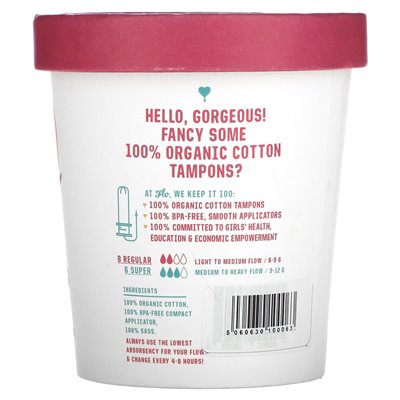 HELLO, GORGEOUS!
FANCY SOME
100% ORGANIC COTTON
TAMPONS?
AT Flo, WE KEEP IT 100:
100% ORGANIC COTTON TAMPONS
100% BPA-FREE, SMOOTH APPLICATORS
100% COMMITTED TO GIRLS' HEALTH,
EDUCATION & ECONOMIC EMPOWERMENT
8 REGULAR LIGHT TO MEDIUM FLOW / 6-9 G
6 SUPER MEDIUM TO HEAVY FLOW / 9-12 G
INGREDIENTS
100% ORGANIC COTTON,
100% BPA-FREE COMPACT
APPLICATOR,
100% SASS.
ALWAYS USE THE LOWEST
ABSORBENCY FOR YOUR FLOW
& CHANGE EVERY 4-8 HOURS!
5 060630 100063